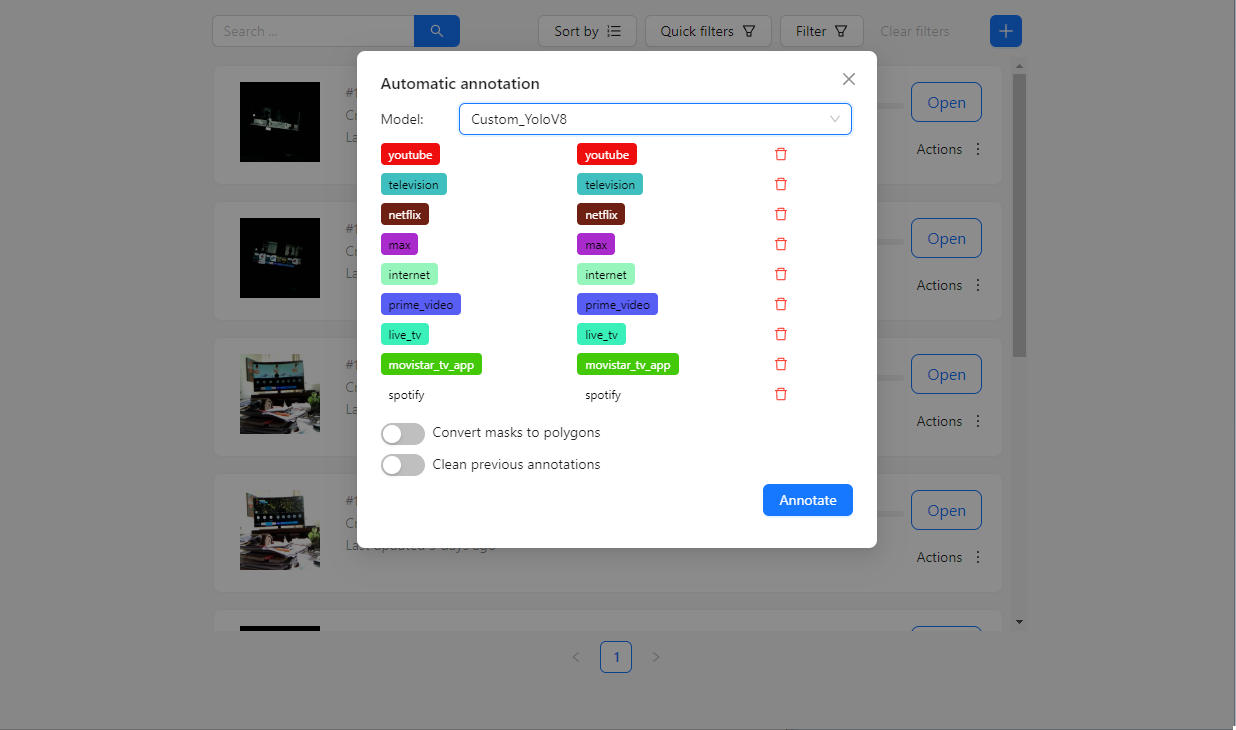 Search ...
Sort by
Quick filters
Filter
Clear filters
Automatic annotation
Model:
Custom_YoloV8
youtube youtube
television television
netflix netflix
max max
internet internet
prime_video prime_video
live_tv live_tv
movistar_tv_app movistar_tv_app
spotify spotify
Convert masks to polygons
Clean previous annotations
Annotate
#1
Cr
La
Open
Actions
#1
Cr
La
Open
Actions
#1
Cr
La
Open
Actions
#1
Cr
Last updated 5 days ago
Open
Actions
1